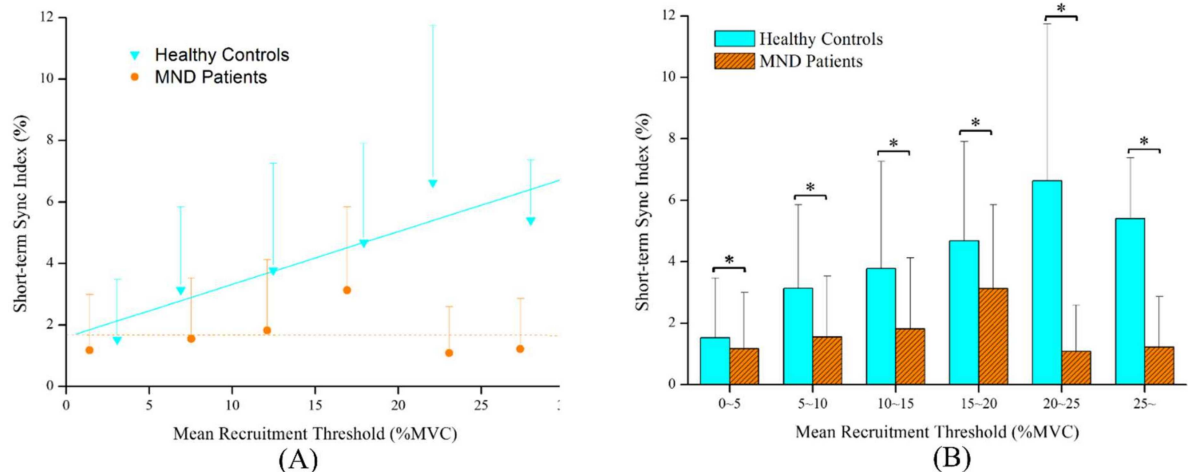 12
10
8
6
4
2
0
Short-term Sync Index (%)
Healthy Controls
MND Patients
0 5 10 15 20 25 3
Mean Recruitment Threshold (%MVC)
(A)
12
10
8
6
4
2
0
Short-term Sync Index (%)
Healthy Controls
MND Patients
* * * * * *
0~5 5~10 10~15 15~20 20~25 25~
Mean Recruitment Threshold (%MVC)
(B)